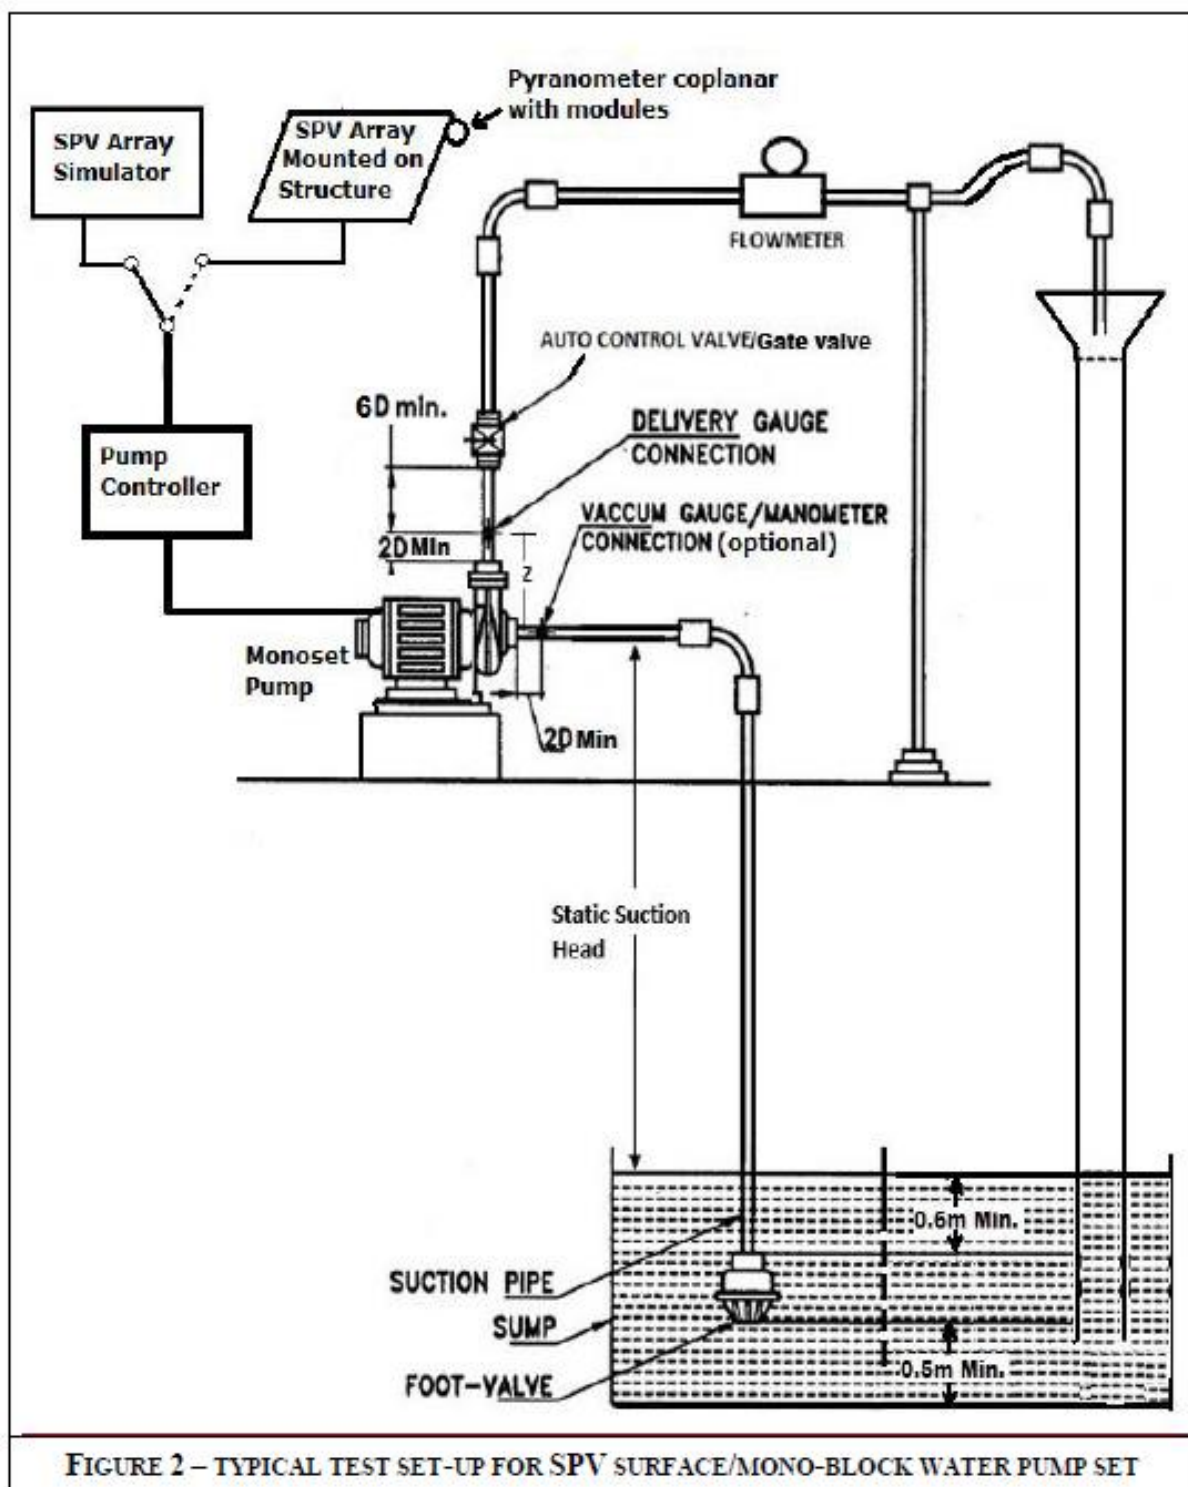 Pyranometer coplanar
with modules
SPV Array
Simulator
SPV Array
Mounted on
Structure
FLOWMETER
AUTO CONTROL VALVE/Gate valve
6D min.
DELIVERY GAUGE
CONNECTION
Pump
Controller
VACCUM GAUGE/MANOMETER
CONNECTION (optional)
2D Min
Z
Monoset
Pump
2D Min
Static Suction
Head
0.6m Min.
SUCTION PIPE
SUMP
FOOT-VALVE
0.5m Min.
FIGURE 2 – TYPICAL TEST SET-UP FOR SPV SURFACE/MONO-BLOCK WATER PUMP SET